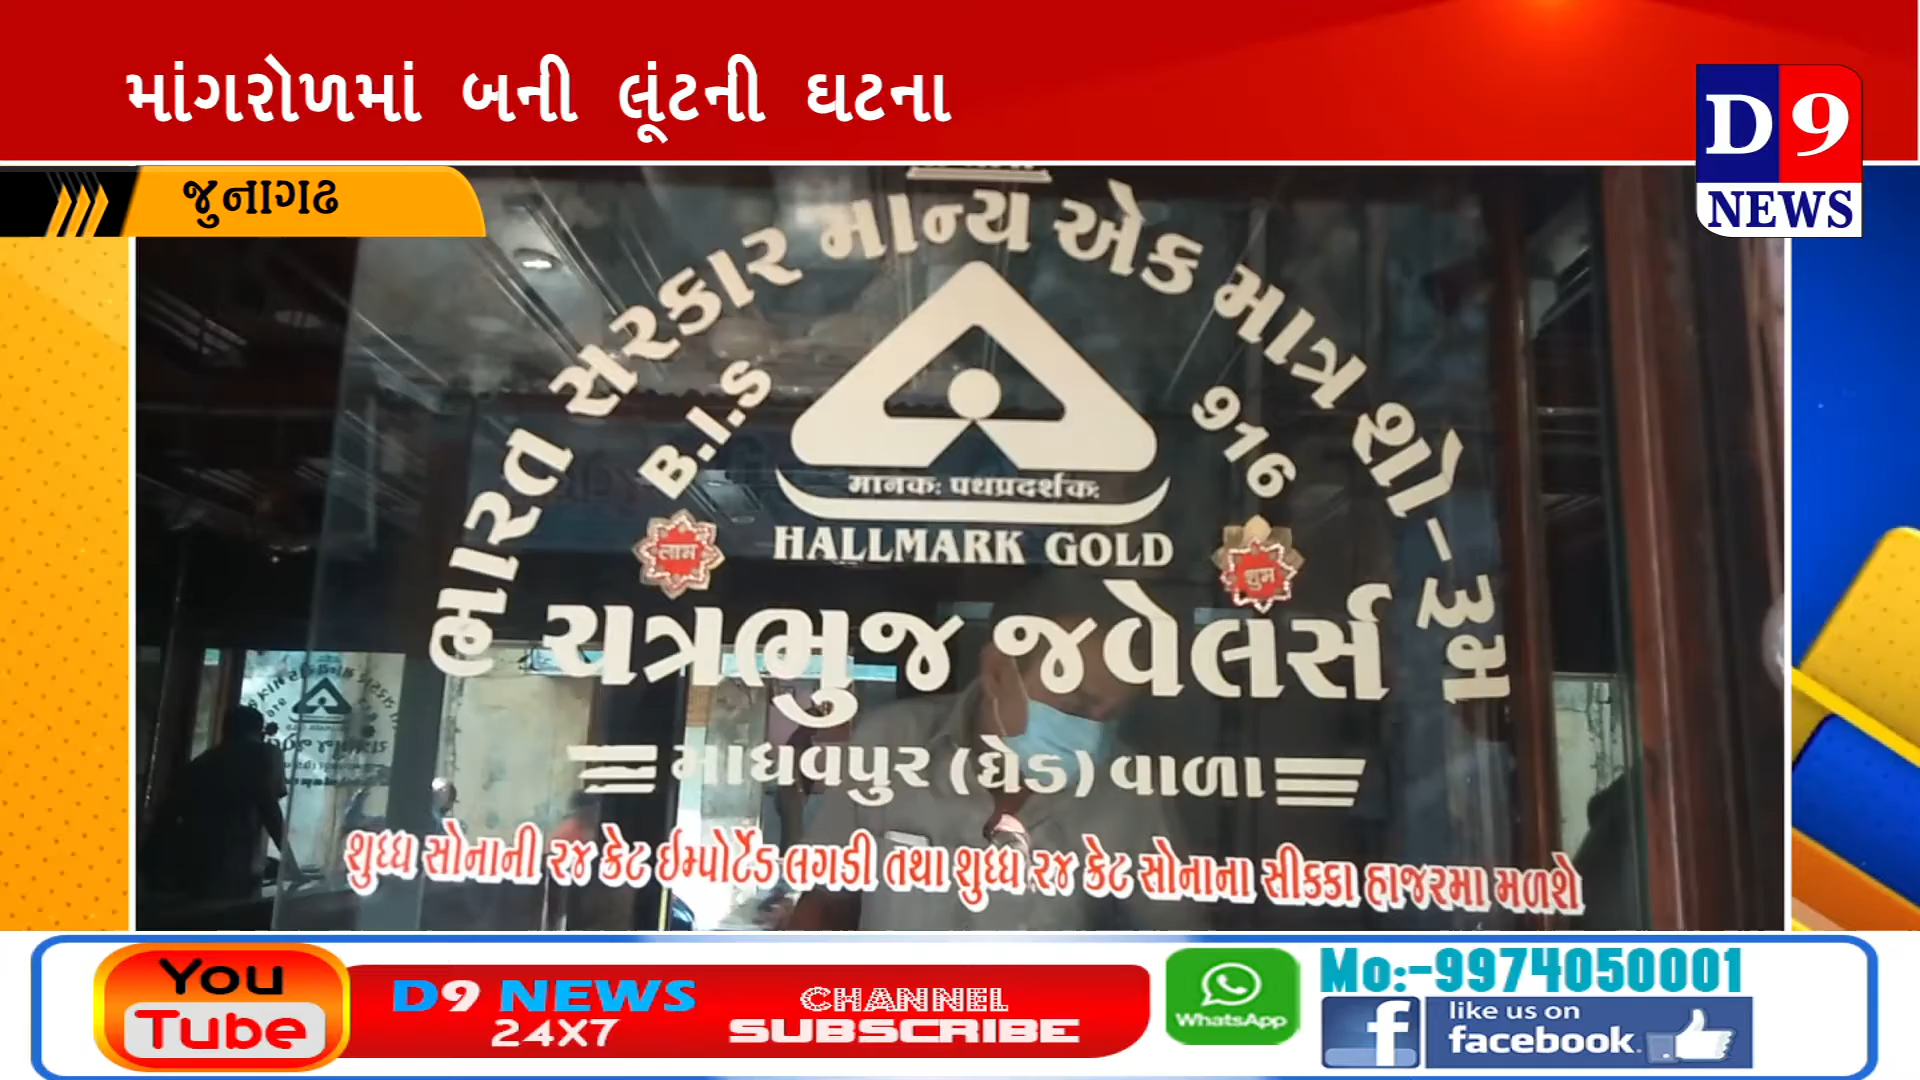 માંગરોળમાં બની લૂંટની ઘટના
D9
NEWS
જુનાગઢ
ભારત સરકાર માન્ય એક માત્ર શો-રૂમ
B.I.S
916
मानकः पथप्रदर्शकः
HALLMARK GOLD
लाभ
शुभ
ચત્રભુજ જવેલર્સ
માધવપુર (ઘેડ) વાળા
શુધ્ધ સોનાની ૨૪ કેટ ઈમ્પોર્ટેડ લગડી તથા શુધ્ધ ૨૪ કેટ સોનાના સીકકા હાજરમા મળશે
You
Tube
D9 NEWS
24X7
CHANNEL
SUBSCRIBE
WhatsApp
Mo:-9974050001
f
like us on
facebook.